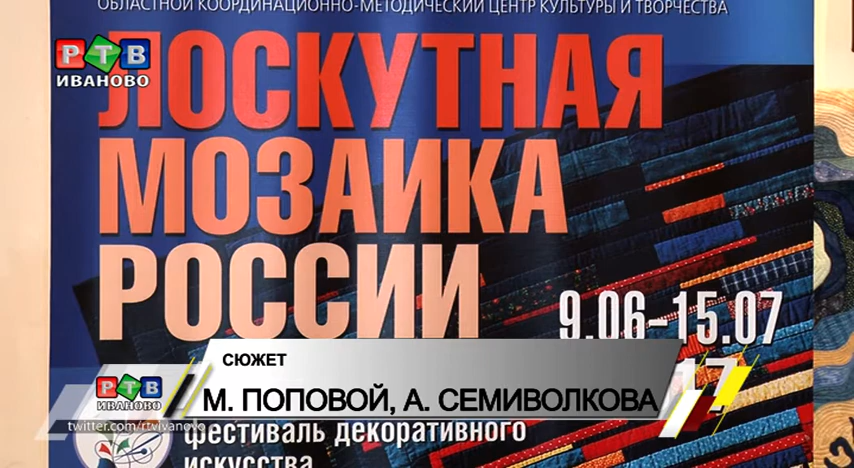 ОБЛАСТНОЙ КООРДИНАЦИОННО-МЕТОДИЧЕСКИЙ ЦЕНТР КУЛЬТУРЫ И ТВОРЧЕСТВА
РТВ
ИВАНОВО
ЛОСКУТНАЯ
МОЗАИКА
РОССИИ
9.06-15.07
17
СЮЖЕТ
РТВ
ИВАНОВО
М. ПОПОВОЙ, А. СЕМИВОЛКОВА
twitter.com/rtvivanovo
фестиваль декоративного
искусства